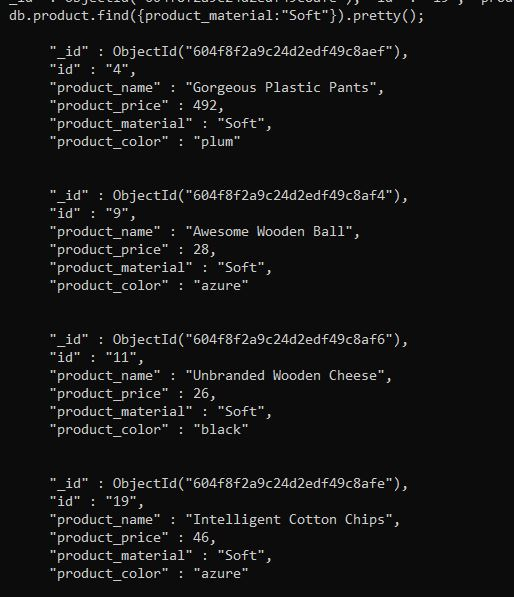 db.product.find({product_material:"Soft"}).pretty();
"_id" : ObjectId("604f8f2a9c24d2edf49c8aef"),
"id" : "4",
"product_name" : "Gorgeous Plastic Pants",
"product_price" : 492,
"product_material" : "Soft",
"product_color" : "plum"
"_id" : ObjectId("604f8f2a9c24d2edf49c8af4"),
"id" : "9",
"product_name" : "Awesome Wooden Ball",
"product_price" : 28,
"product_material" : "Soft",
"product_color" : "azure"
"_id" : ObjectId("604f8f2a9c24d2edf49c8af6"),
"id" : "11",
"product_name" : "Unbranded Wooden Cheese",
"product_price" : 26,
"product_material" : "Soft",
"product_color" : "black"
"_id" : ObjectId("604f8f2a9c24d2edf49c8afe"),
"id" : "19",
"product_name" : "Intelligent Cotton Chips",
"product_price" : 46,
"product_material" : "Soft",
"product_color" : "azure"